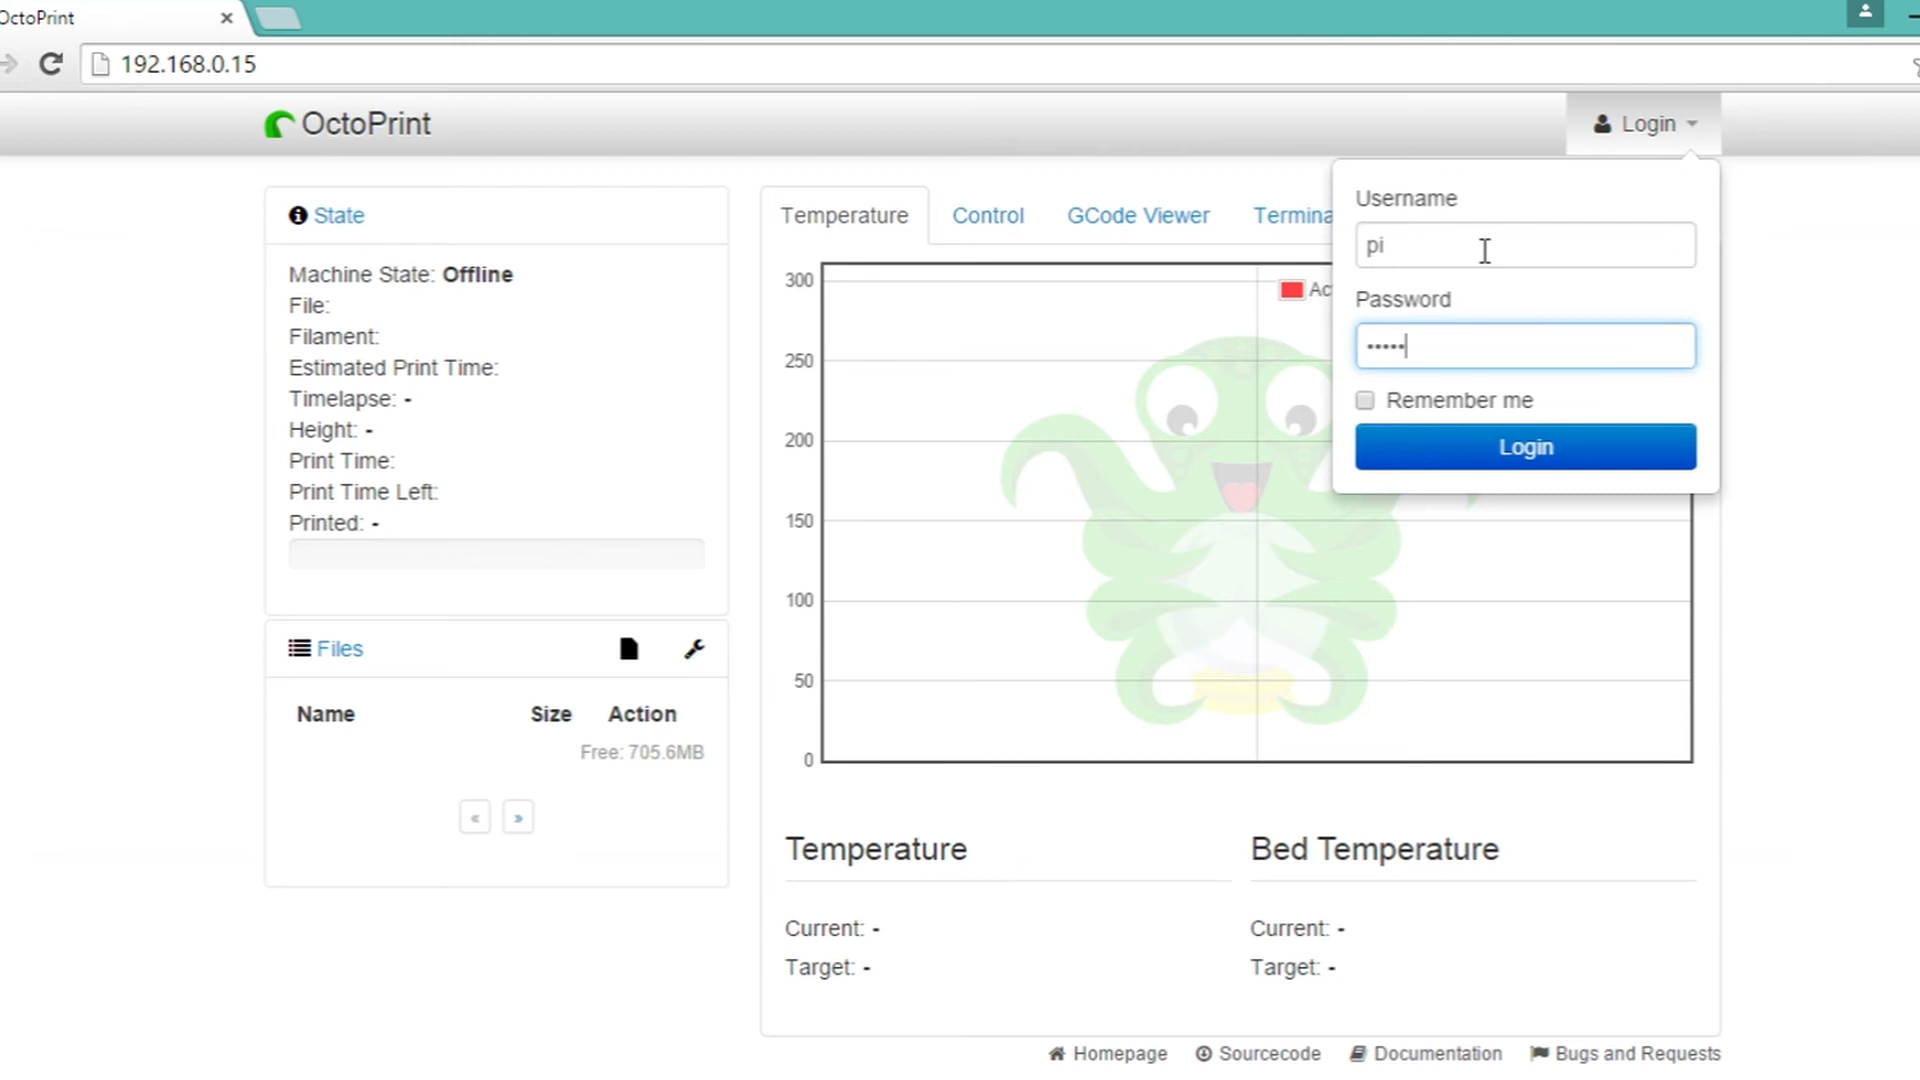 OctoPrint
192.168.0.15
OctoPrint
Login
State
Machine State: Offline
File:
Filament:
Estimated Print Time:
Timelapse: -
Height: -
Print Time:
Print Time Left:
Printed: -
Files
Name Size Action
Free: 705.6MB
« »
Temperature Control GCode Viewer Termina
Username
pi
Password
•••••
Remember me
Login
Ac
300
250
200
150
100
50
0
Temperature
Current: -
Target: -
Bed Temperature
Current: -
Target: -
Homepage Sourcecode Documentation Bugs and Requests